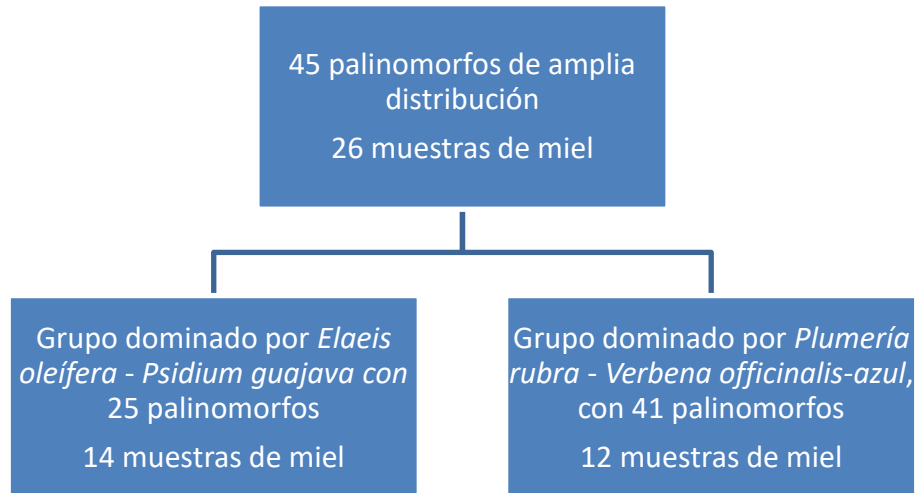 45 palinomorfos de amplia
distribución
26 muestras de miel
Grupo dominado por Elaeis
oleífera - Psidium guajava con
25 palinomorfos
14 muestras de miel
Grupo dominado por Plumería
rubra - Verbena officinalis-azul,
con 41 palinomorfos
12 muestras de miel